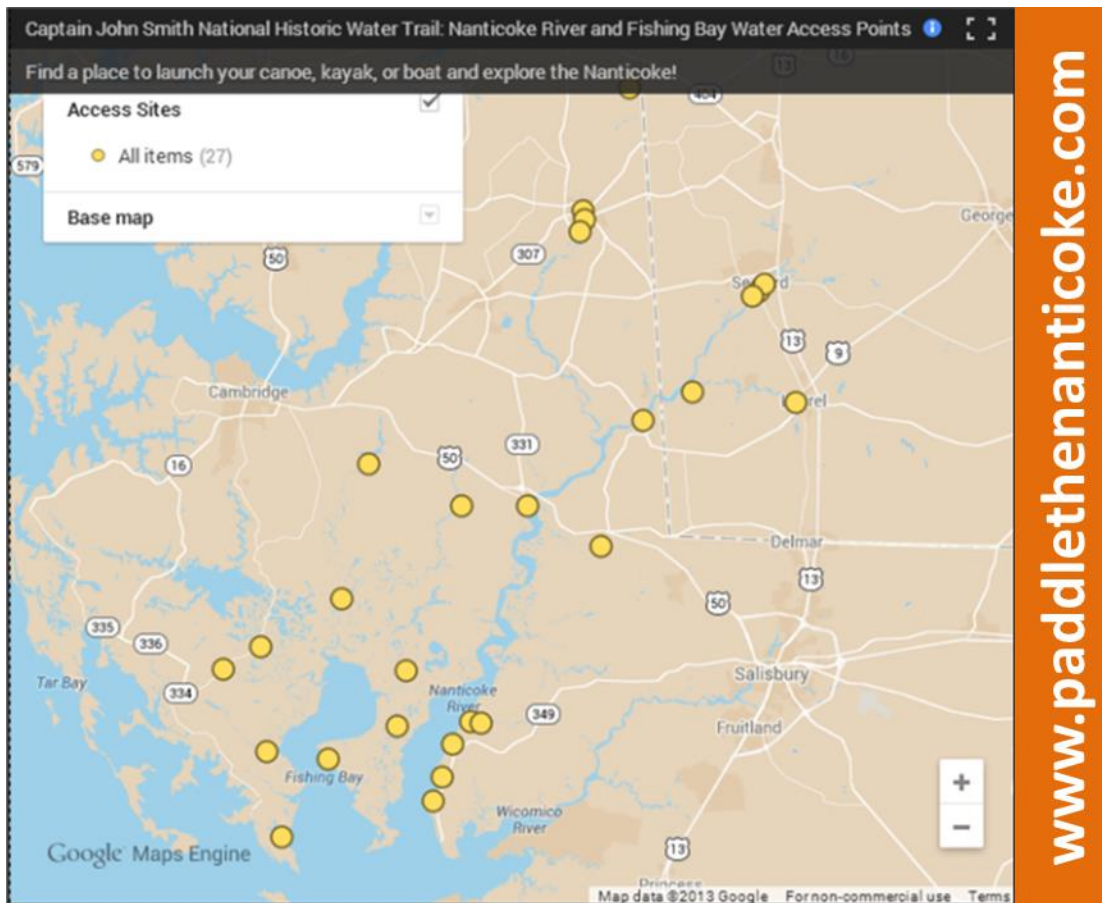 Captain John Smith National Historic Water Trail: Nanticoke River and Fishing Bay Water Access Points
Find a place to launch your canoe, kayak, or boat and explore the Nanticoke!
13
16
404
Access Sites
All items (27)
579
Base map
George
50
307
13
9
Cambridge
331
50
16
Delmar
13
50
335
336
Tar Bay
334
Salisbury
Nanticoke
River
349
Fruitland
Fishing Bay
+
Wicomico
River
−
Google Maps Engine
13
Princess
Map data ©2013 Google For non-commercial use Terms
www.paddlethenanticoke.com